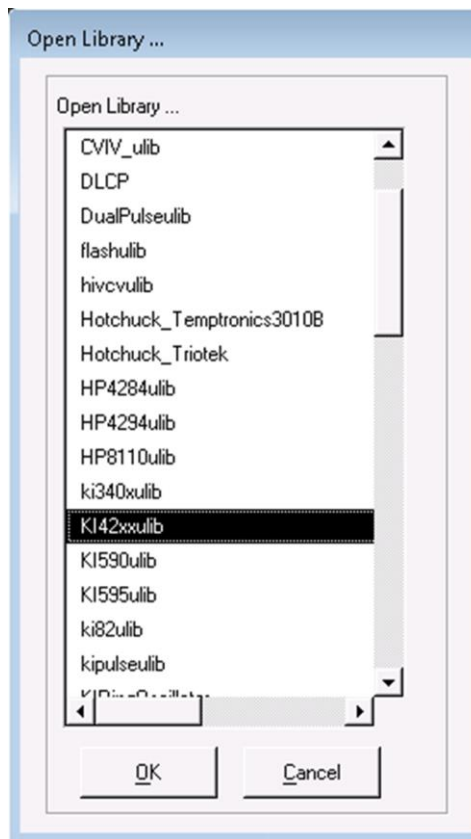 Open Library ...
Open Library ...
CVIV_ulib
DLCP
DualPulseulib
flashulib
hivcvulib
Hotchuck_Temptronics3010B
Hotchuck_Triotek
HP4284ulib
HP4294ulib
HP8110ulib
ki340xulib
KI42xxulib
KI590ulib
KI595ulib
ki82ulib
kipulseulib
OK
Cancel